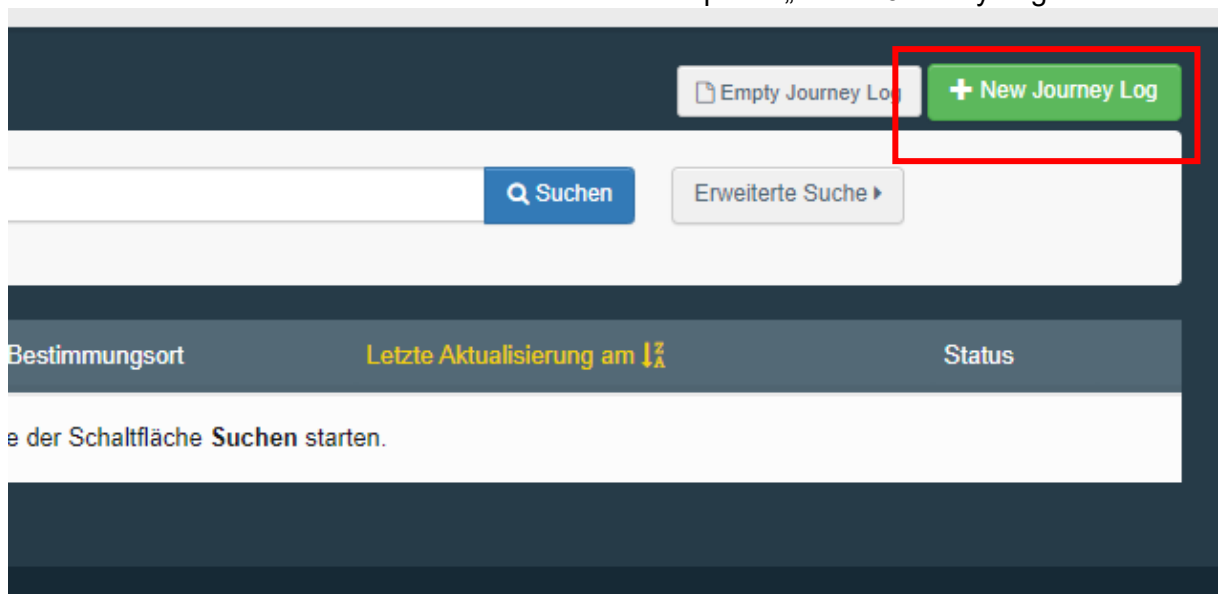 Empty Journey Log
New Journey Log
Suchen
Erweiterte Suche
Bestimmungsort
Letzte Aktualisierung am
Status
e der Schaltfläche Suchen starten.